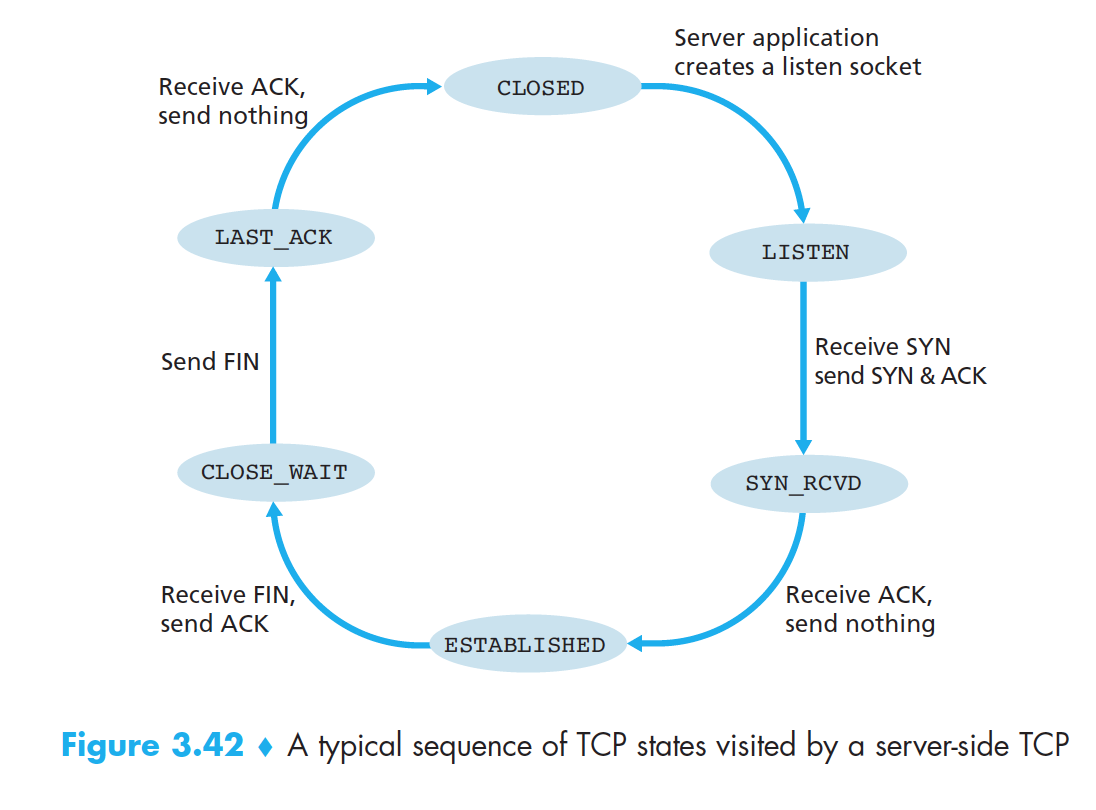 Server application
creates a listen socket
Receive ACK,
send nothing
CLOSED
LAST_ACK
LISTEN
Receive SYN
send SYN & ACK
Send FIN
CLOSE_WAIT
SYN_RCVD
Receive FIN,
send ACK
Receive ACK,
send nothing
ESTABLISHED
Figure 3.42 ♦ A typical sequence of TCP states visited by a server-side TCP